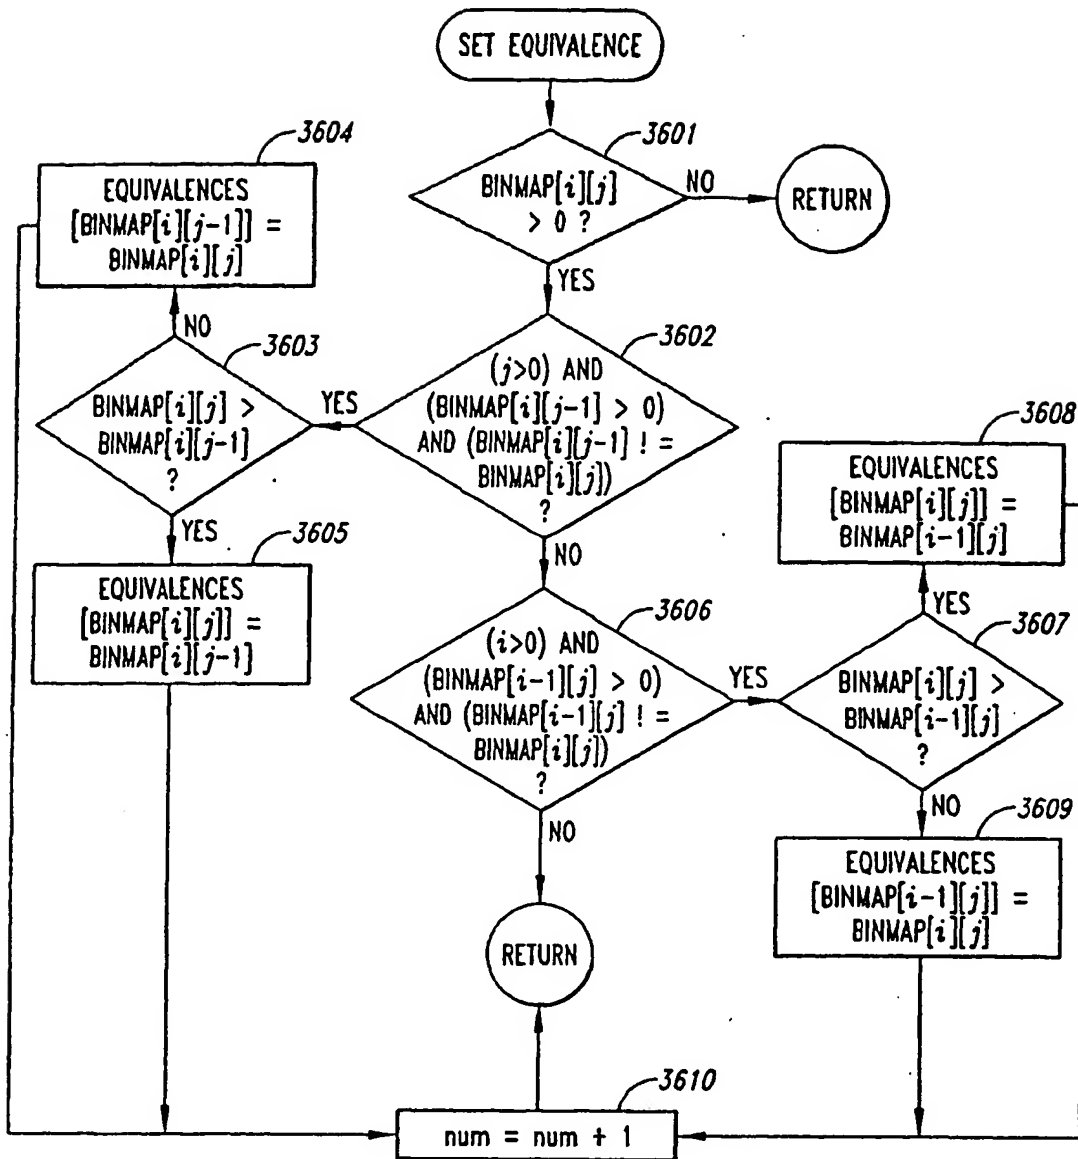 SET EQUIVALENCE
3601
BINMAP[i][j]
> 0 ?
NO
RETURN
YES
3604
EQUIVALENCES
[BINMAP[i][j-1]] =
BINMAP[i][j]
NO
3603
BINMAP[i][j] >
BINMAP[i][j-1]
?
YES
3602
(j>0) AND
(BINMAP[i][j-1] > 0)
AND (BINMAP[i][j-1] ! =
BINMAP[i][j])
?
YES
3605
EQUIVALENCES
[BINMAP[i][j]] =
BINMAP[i][j-1]
NO
3606
(i>0) AND
(BINMAP[i-1][j] > 0)
AND (BINMAP[i-1][j] ! =
BINMAP[i][j])
?
YES
3608
EQUIVALENCES
[BINMAP[i][j]] =
BINMAP[i-1][j]
YES
3607
BINMAP[i][j] >
BINMAP[i-1][j]
?
NO
3609
EQUIVALENCES
[BINMAP[i-1][j]] =
BINMAP[i][j]
NO
RETURN
3610
num = num + 1